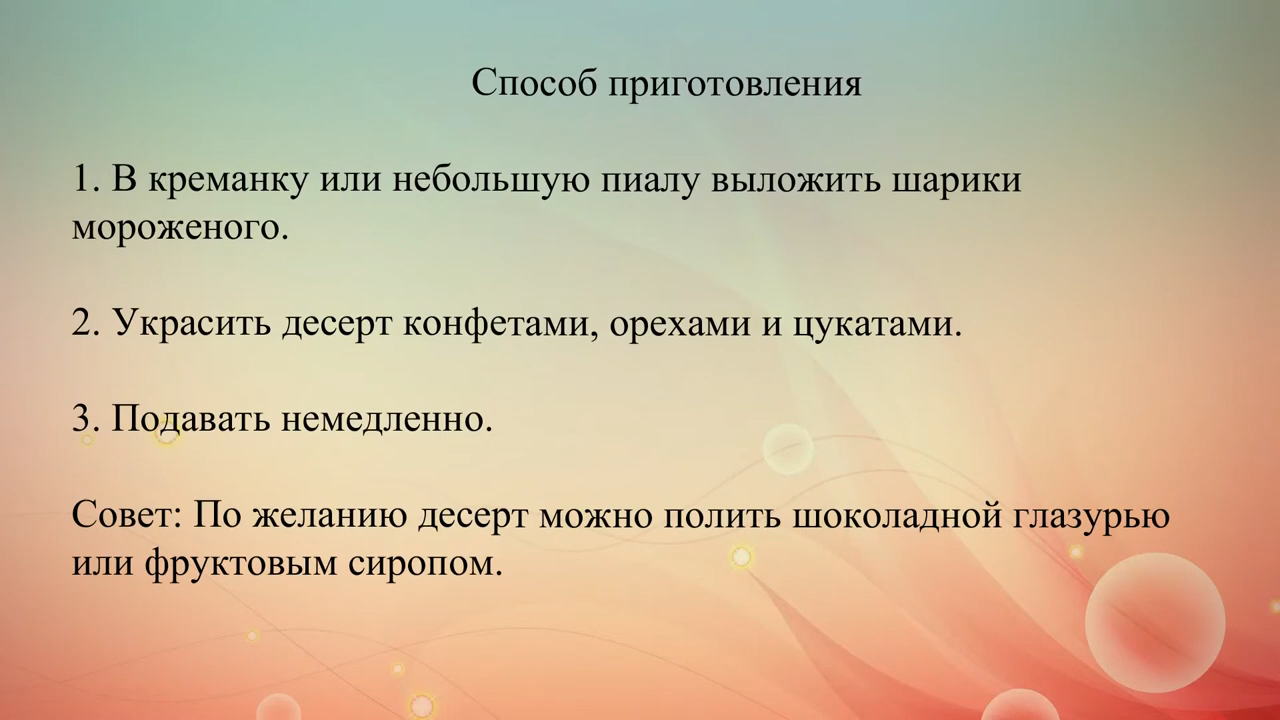 Способ приготовления
1. В креманку или небольшую пиалу выложить шарики
мороженого.
2. Украсить десерт конфетами, орехами и цукатами.
3. Подавать немедленно.
Совет: По желанию десерт можно полить шоколадной глазурью
или фруктовым сиропом.